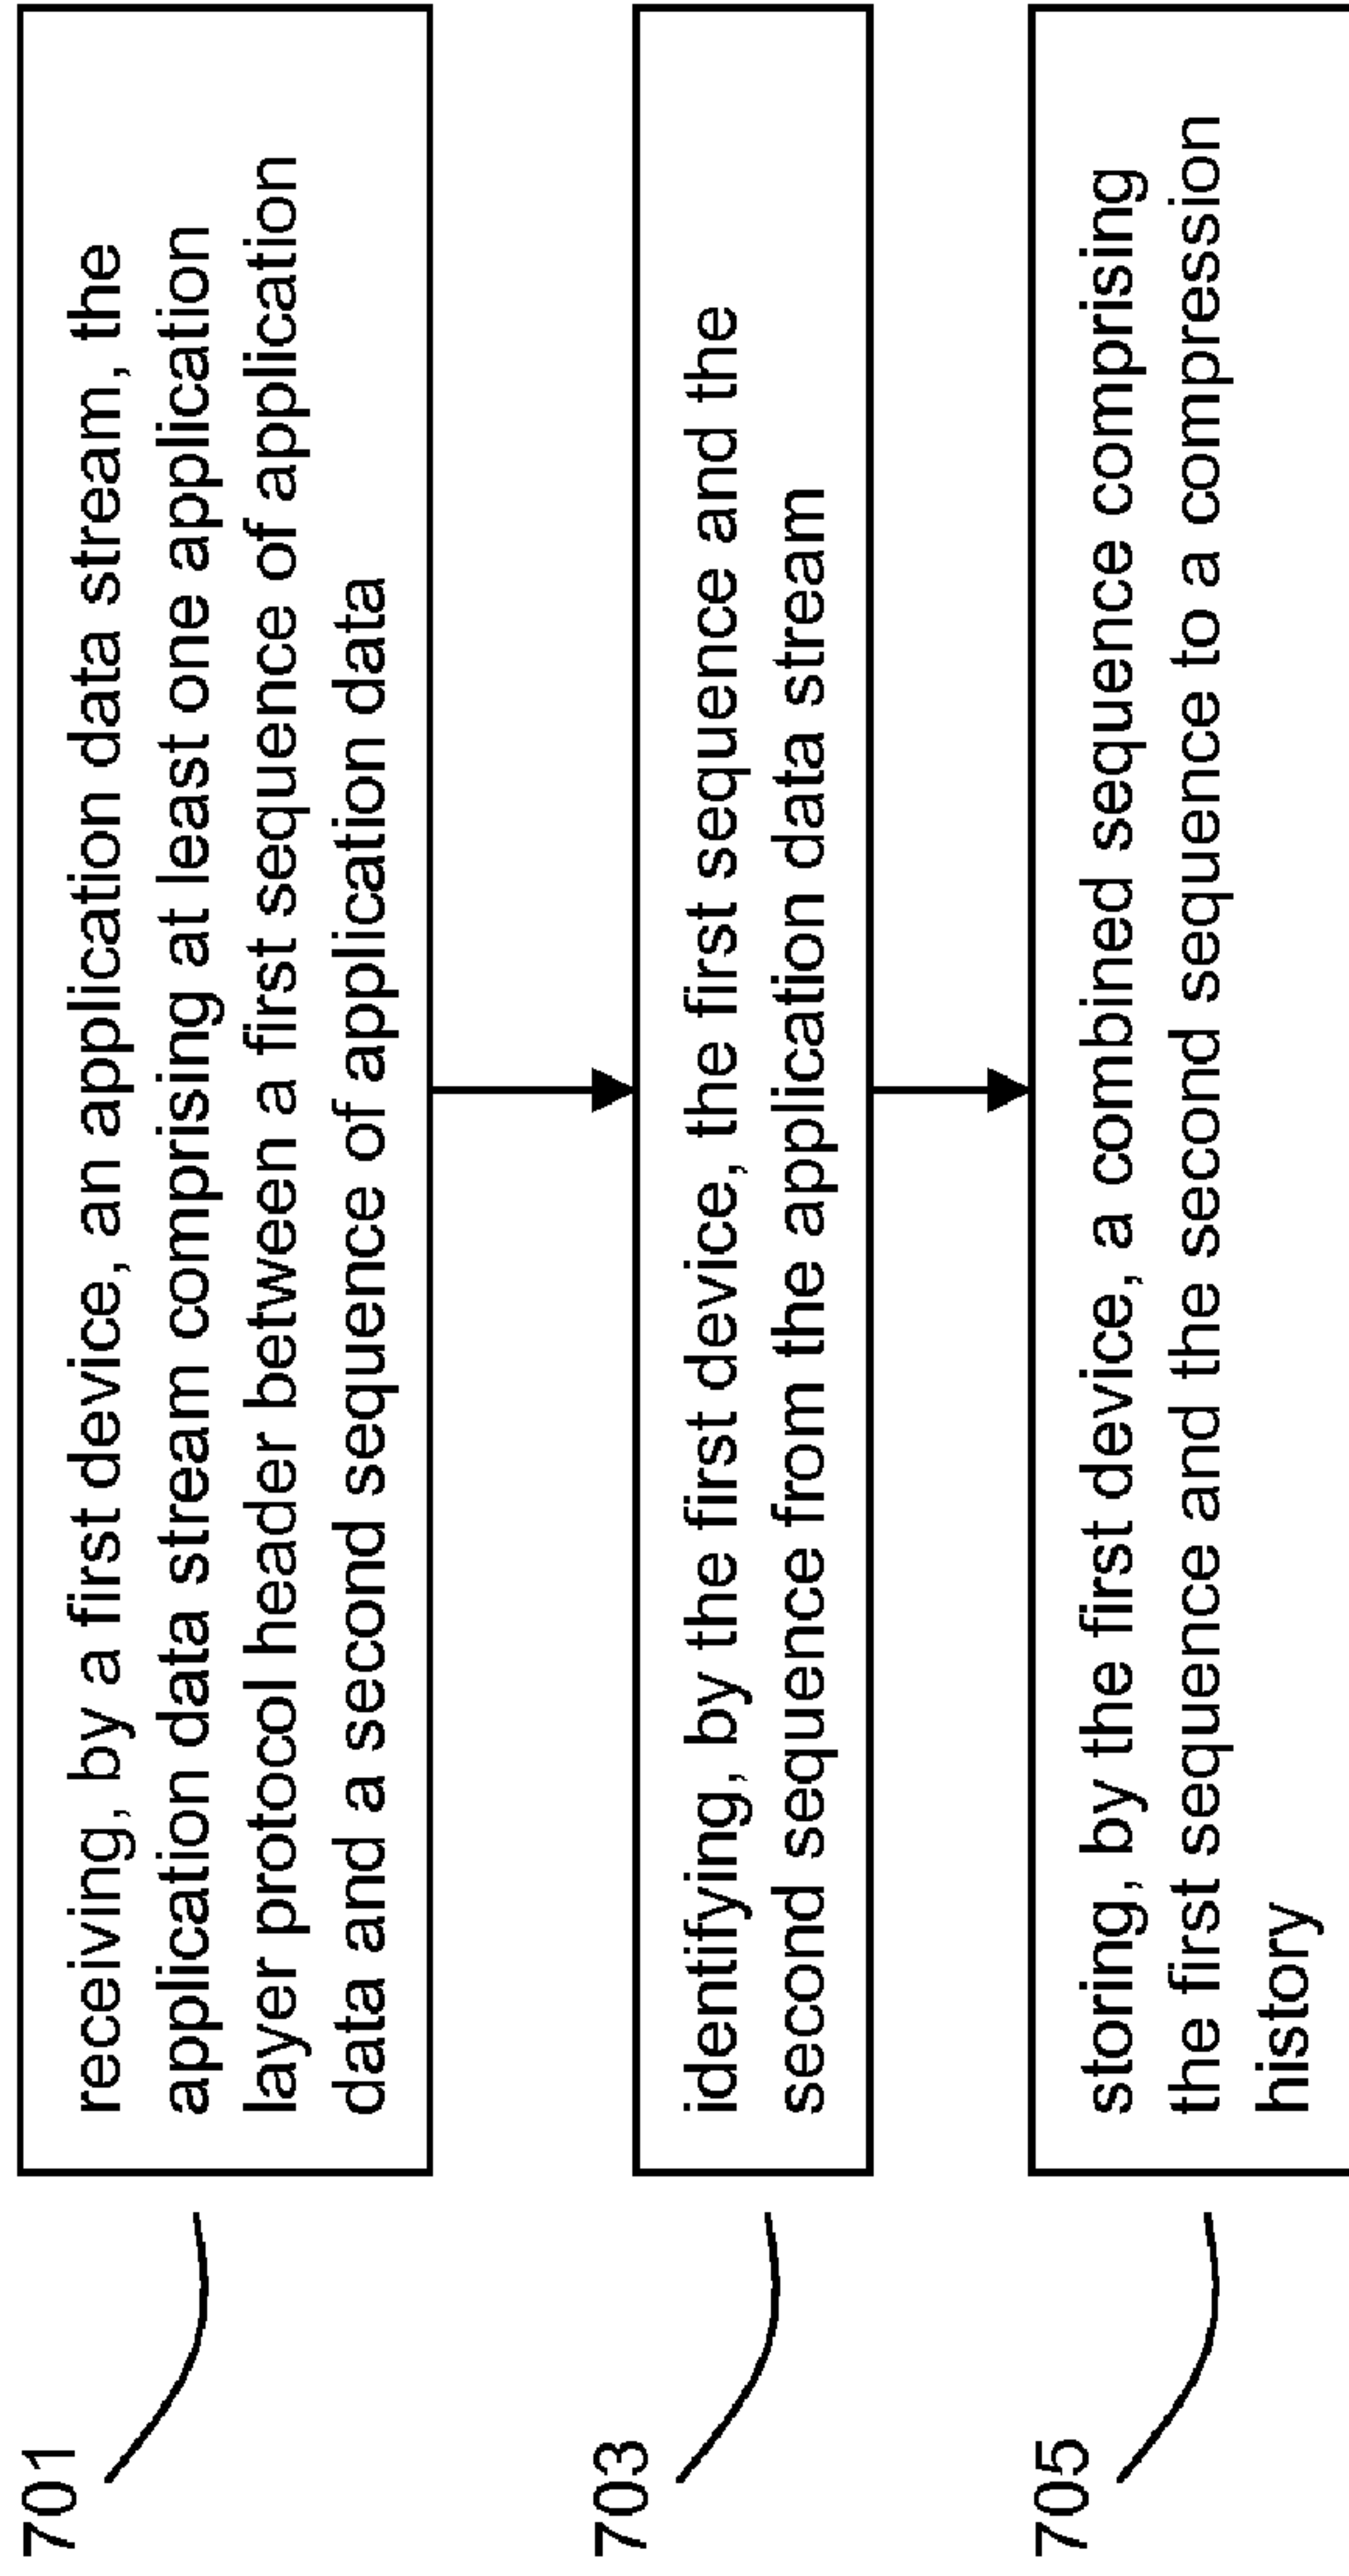 701
receiving, by a first device, an application data stream, the
application data stream comprising at least one application
layer protocol header between a first sequence of application
data and a second sequence of application data
703
identifying, by the first device, the first sequence and the
second sequence from the application data stream
705
storing, by the first device, a combined sequence comprising
the first sequence and the second sequence to a compression
history